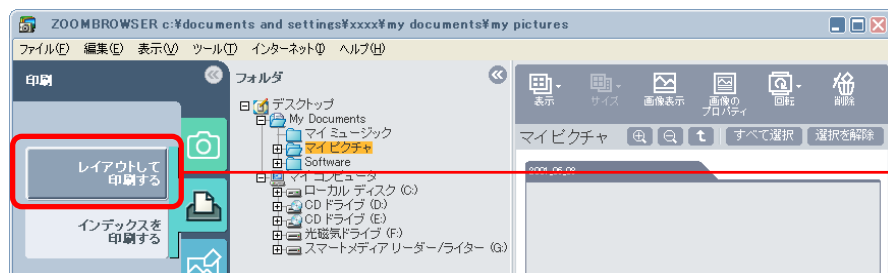 ZOOMBROWSER c:¥documents and settings¥xxxx¥my documents¥my pictures
ファイル(F) 編集(E) 表示(V) ツール(T) インターネット(I) ヘルプ(H)
印刷
レイアウトして
印刷する
インデックスを
印刷する
フォルダ
デスクトップ
My Documents
マイ ミュージック
マイ ピクチャ
Software
マイ コンピュータ
ローカル ディスク (C:)
CD ドライブ (D:)
CD ドライブ (E:)
光磁気ドライブ (F:)
スマートメディア リーダー/ライター (G:)
表示
サイズ
画像表示
画像の
プロパティ
回転
削除
マイ ピクチャ
すべて選択
選択を解除